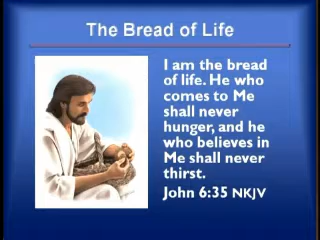 The Bread of Life
I am the bread
of life. He who
comes to Me
shall never
hunger, and he
who believes in
Me shall never
thirst.
John 6:35 NKJV